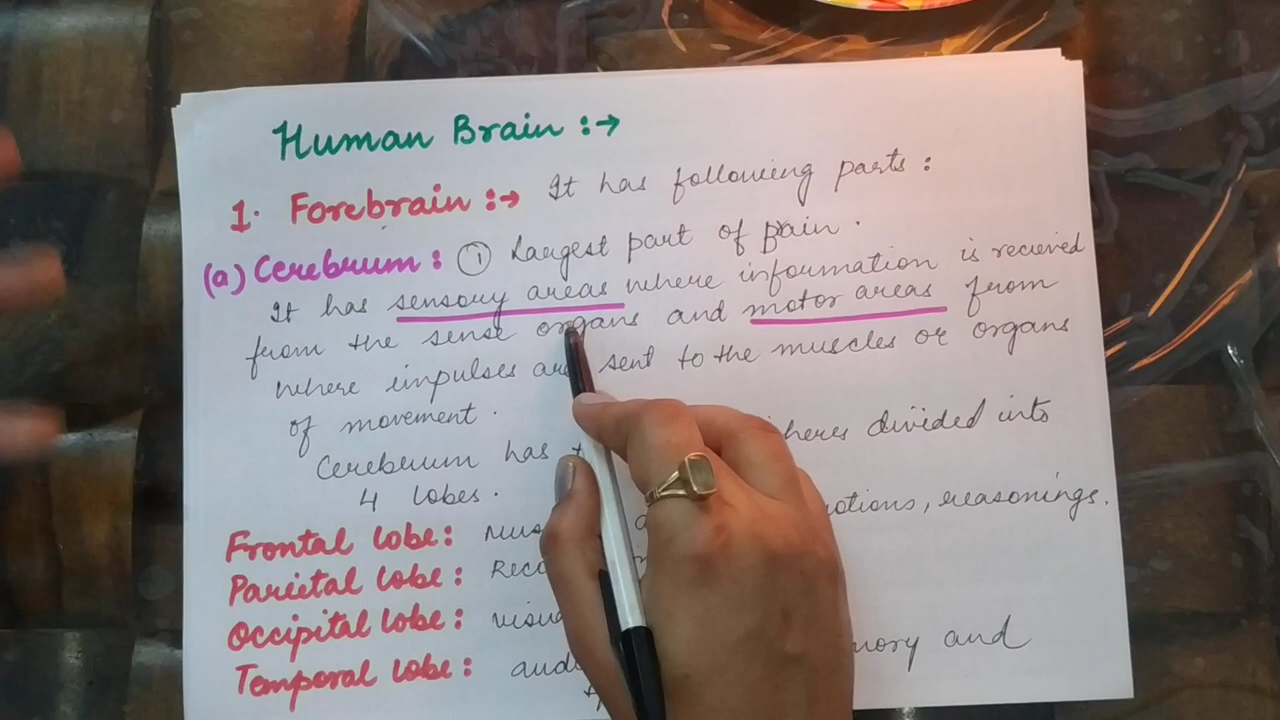 Human Brain :→
1. Forebrain :→ It has following parts :
(a) Cerebrum : ① Largest part of brain .
It has sensory areas where information is recieved
from the sense organs and motor areas from
where impulses are sent to the muscles or organs
of movement .
Cerebrum has divided into
4 lobes .
Frontal lobe : reasonings.
Parietal lobe :
Occipital lobe :
Temporal lobe : and